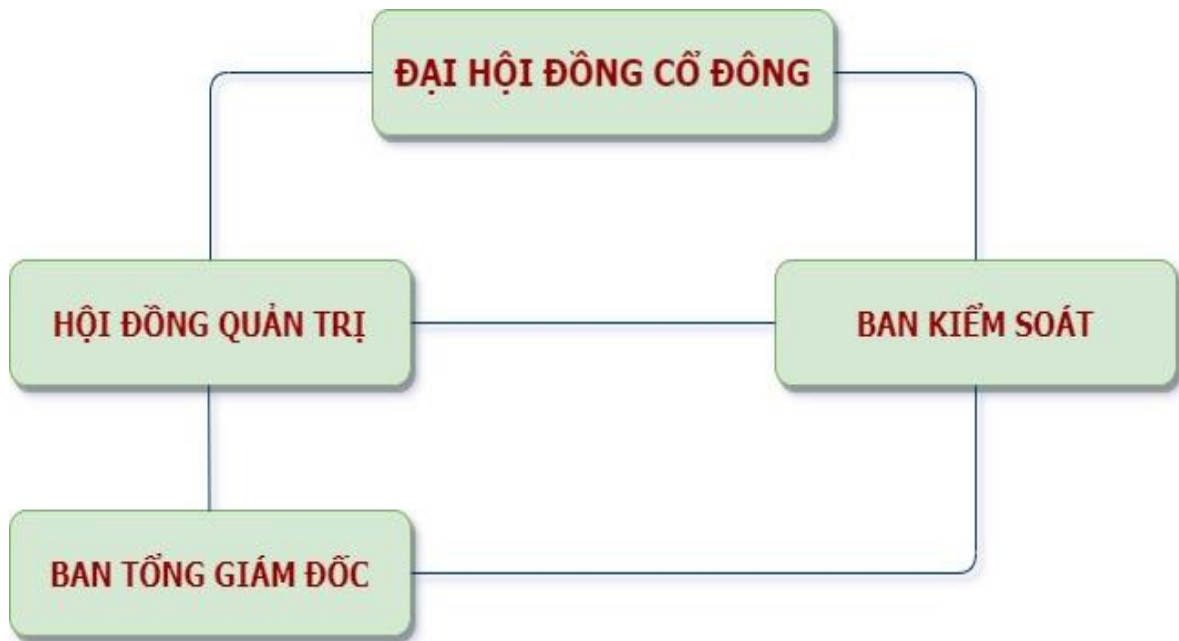 ĐẠI HỘI ĐỒNG CỔ ĐÔNG
HỘI ĐỒNG QUẢN TRỊ
BAN KIỂM SOÁT
BAN TỔNG GIÁM ĐỐC